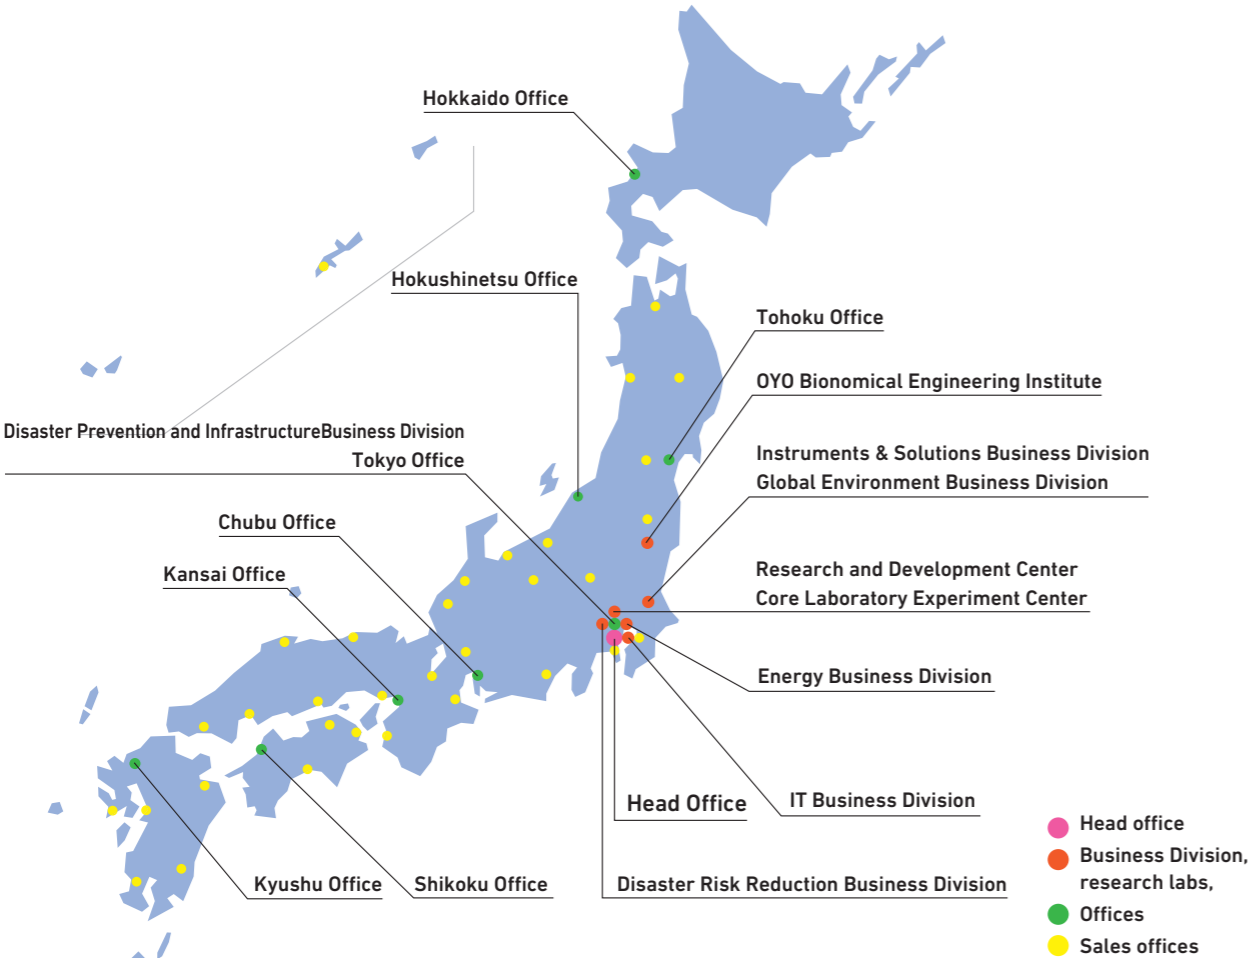 Hokkaido Office
Hokushinetsu Office
Tohoku Office
OYO Bionomical Engineering Institute
Disaster Prevention and InfrastructureBusiness Division
Tokyo Office
Instruments & Solutions Business Division
Global Environment Business Division
Chubu Office
Kansai Office
Research and Development Center
Core Laboratory Experiment Center
Energy Business Division
Head Office
IT Business Division
Kyushu Office
Shikoku Office
Disaster Risk Reduction Business Division
Head office
Business Division,
research labs,
Offices
Sales offices